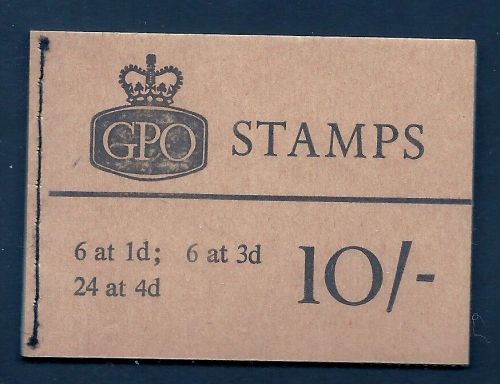 GPO STAMPS
6 at 1d; 6 at 3d
24 at 4d
10/-